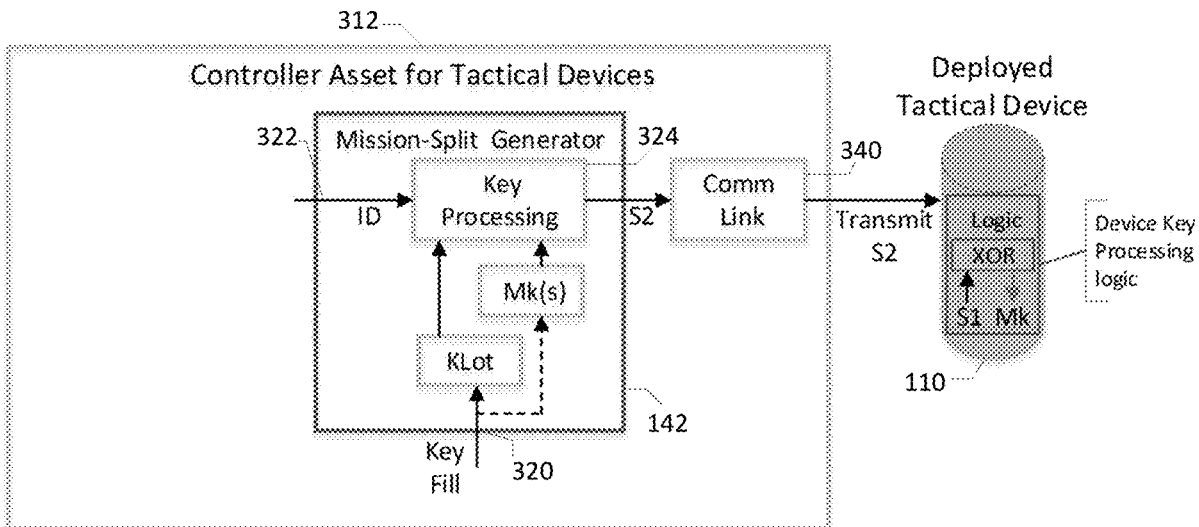 312
Controller Asset for Tactical Devices
Deployed
Tactical Device
Mission-Split Generator
322
324
340
Key
Processing
Comm
Link
ID
S2
Transmit
S2
Logic
XOR
S1 Mk
Device Key
Processing
logic
Mk(s)
KLot
110
142
Key
Fill
320